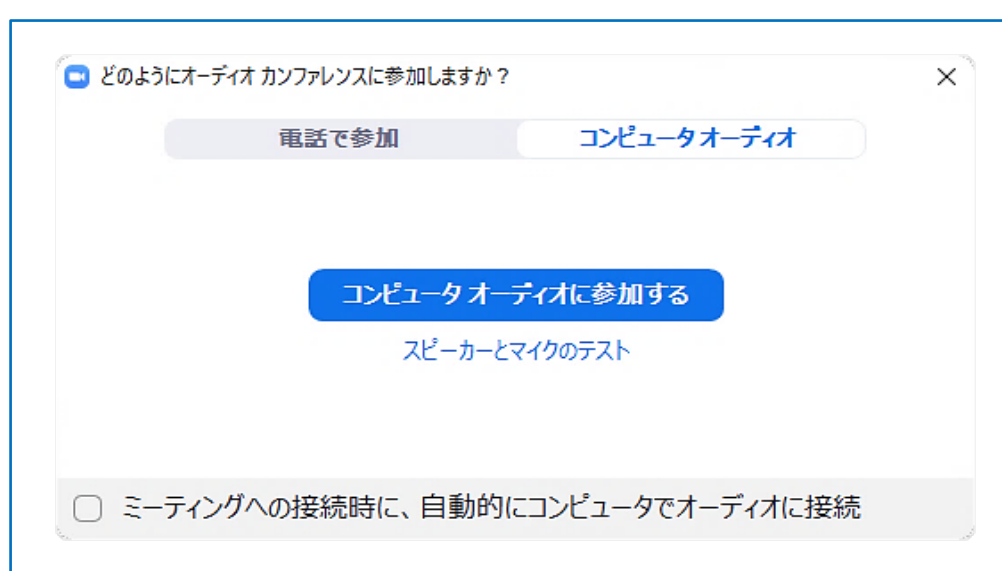 どのようにオーディオ カンファレンスに参加しますか？
電話で参加 コンピュータ オーディオ
コンピュータ オーディオに参加する
スピーカーとマイクのテスト
ミーティングへの接続時に、自動的にコンピュータでオーディオに接続